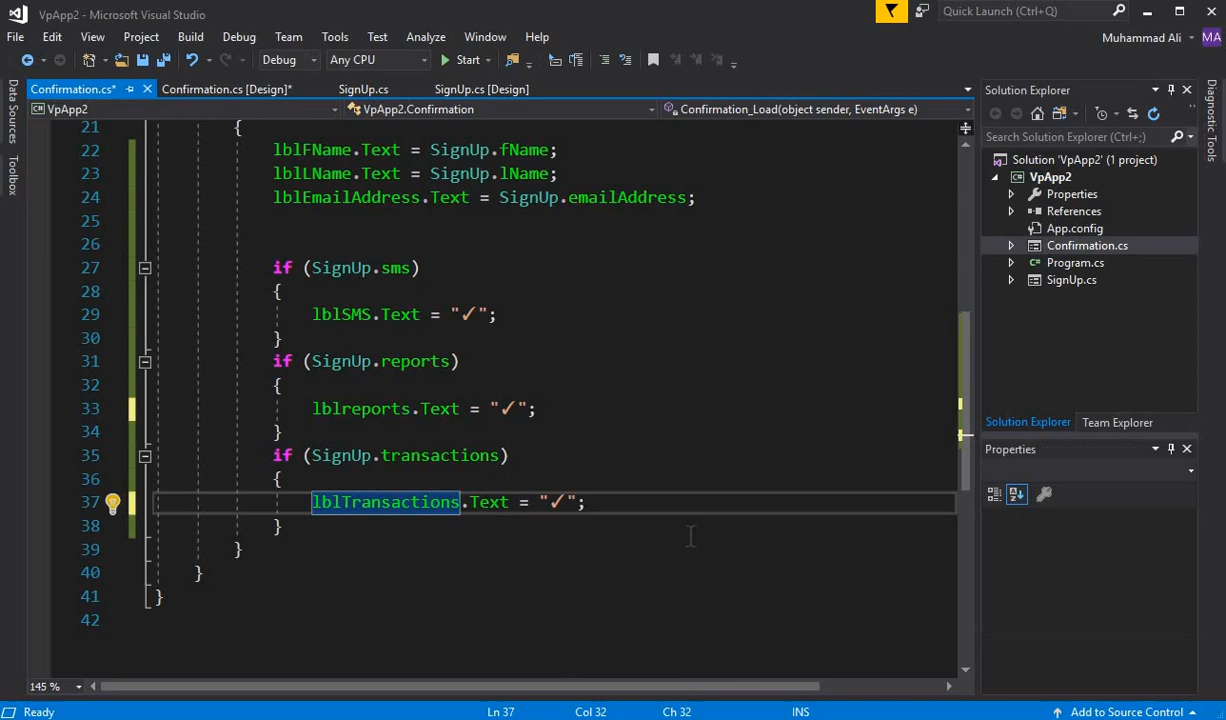 VpApp2 - Microsoft Visual Studio
Quick Launch (Ctrl+Q)
File Edit View Project Build Debug Team Tools Test Analyze Window Help
Muhammad Ali MA
Debug Any CPU Start
Confirmation.cs* Confirmation.cs [Design]* SignUp.cs SignUp.cs [Design]
VpApp2 VpApp2.Confirmation Confirmation_Load(object sender, EventArgs e)
Data Sources
Toolbox
21 {
22 lblFName.Text = SignUp.fName;
23 lblLName.Text = SignUp.lName;
24 lblEmailAddress.Text = SignUp.emailAddress;
25
26
27 if (SignUp.sms)
28 {
29 lblSMS.Text = "✓";
30 }
31 if (SignUp.reports)
32 {
33 lblreports.Text = "✓";
34 }
35 if (SignUp.transactions)
36 {
37 lblTransactions.Text = "✓";
38 }
39 }
40 }
41 }
42
145 %
Solution Explorer
Search Solution Explorer (Ctrl+;)
Solution 'VpApp2' (1 project)
VpApp2
Properties
References
App.config
Confirmation.cs
Program.cs
SignUp.cs
Solution Explorer Team Explorer
Properties
Diagnostic Tools
Ready Ln 37 Col 32 Ch 32 INS Add to Source Control